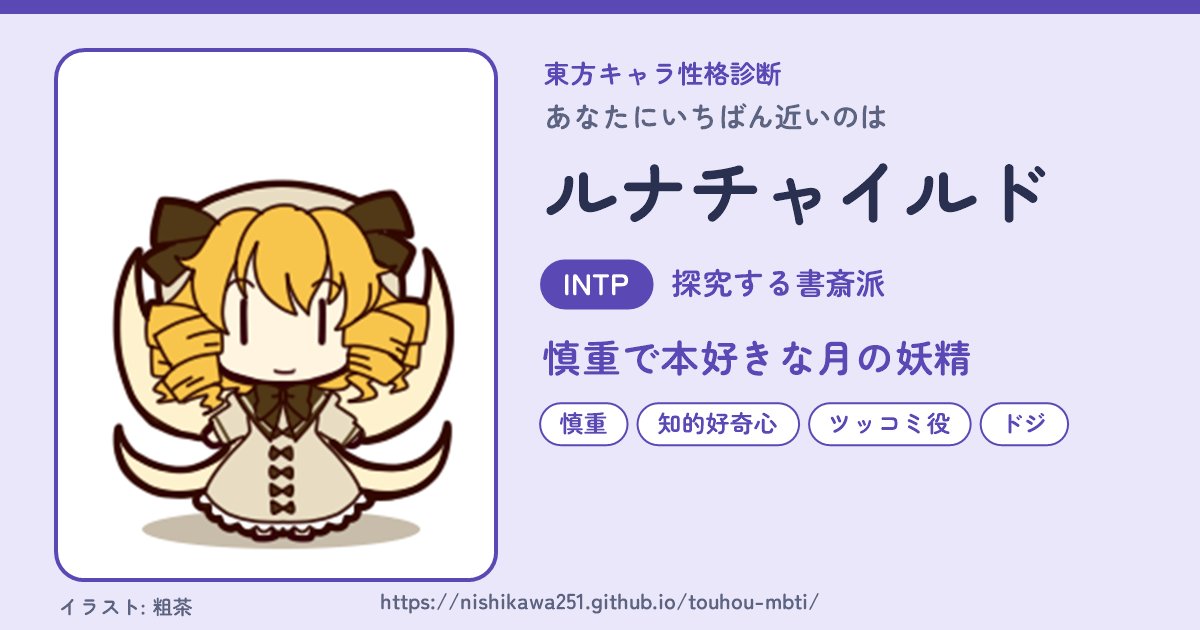 東方キャラ性格診断
あなたにいちばん近いのは
ルナチャイルド
INTP 探究する書斎派
慎重で本好きな月の妖精
慎重 知的好奇心 ツッコミ役 ドジ
イラスト: 粗茶
https://nishikawa251.github.io/touhou-mbti/